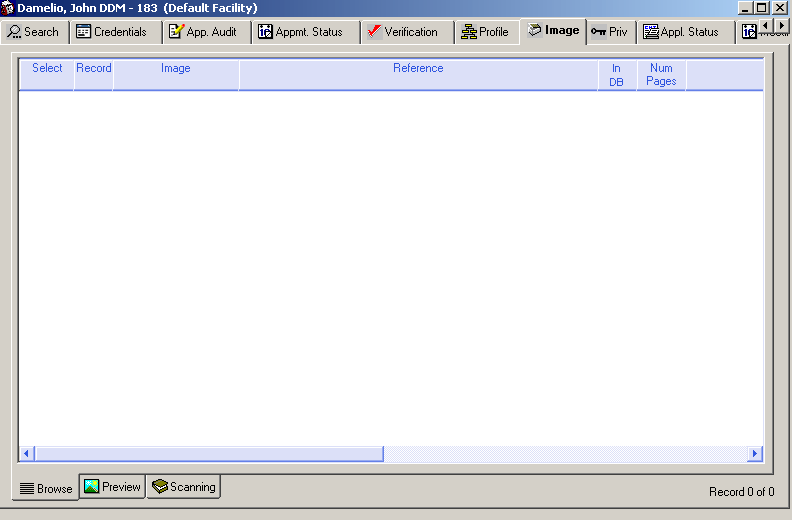 Damelio, John DDM - 183 (Default Facility)
Search Credentials App. Audit Appmt. Status Verification Profile Image Priv Appl. Status
Select Record Image Reference In DB Num Pages
Browse Preview Scanning
Record 0 of 0